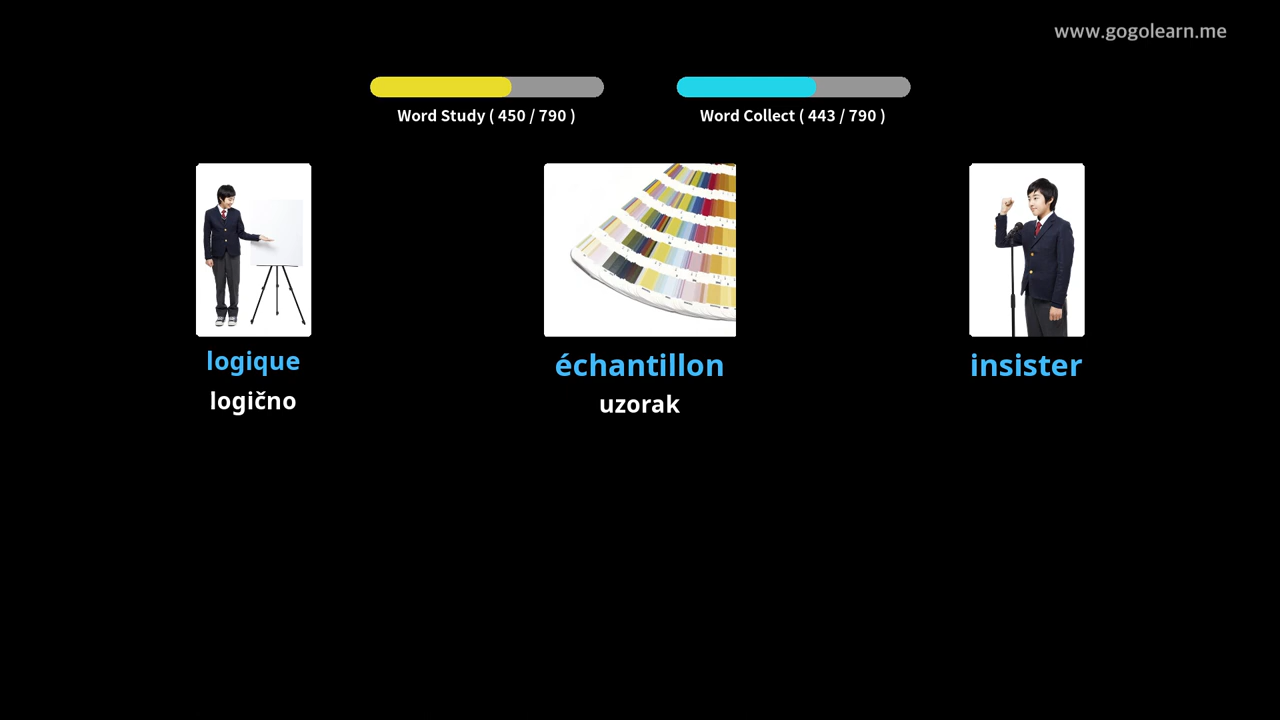 www.gogolearn.me
Word Study ( 450 / 790 )
Word Collect ( 443 / 790 )
logique
logično
échantillon
uzorak
insister